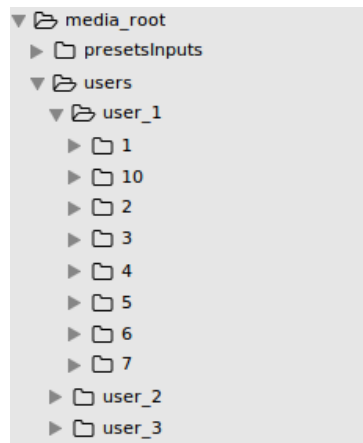 media_root
presetsInputs
users
user_1
1
10
2
3
4
5
6
7
user_2
user_3